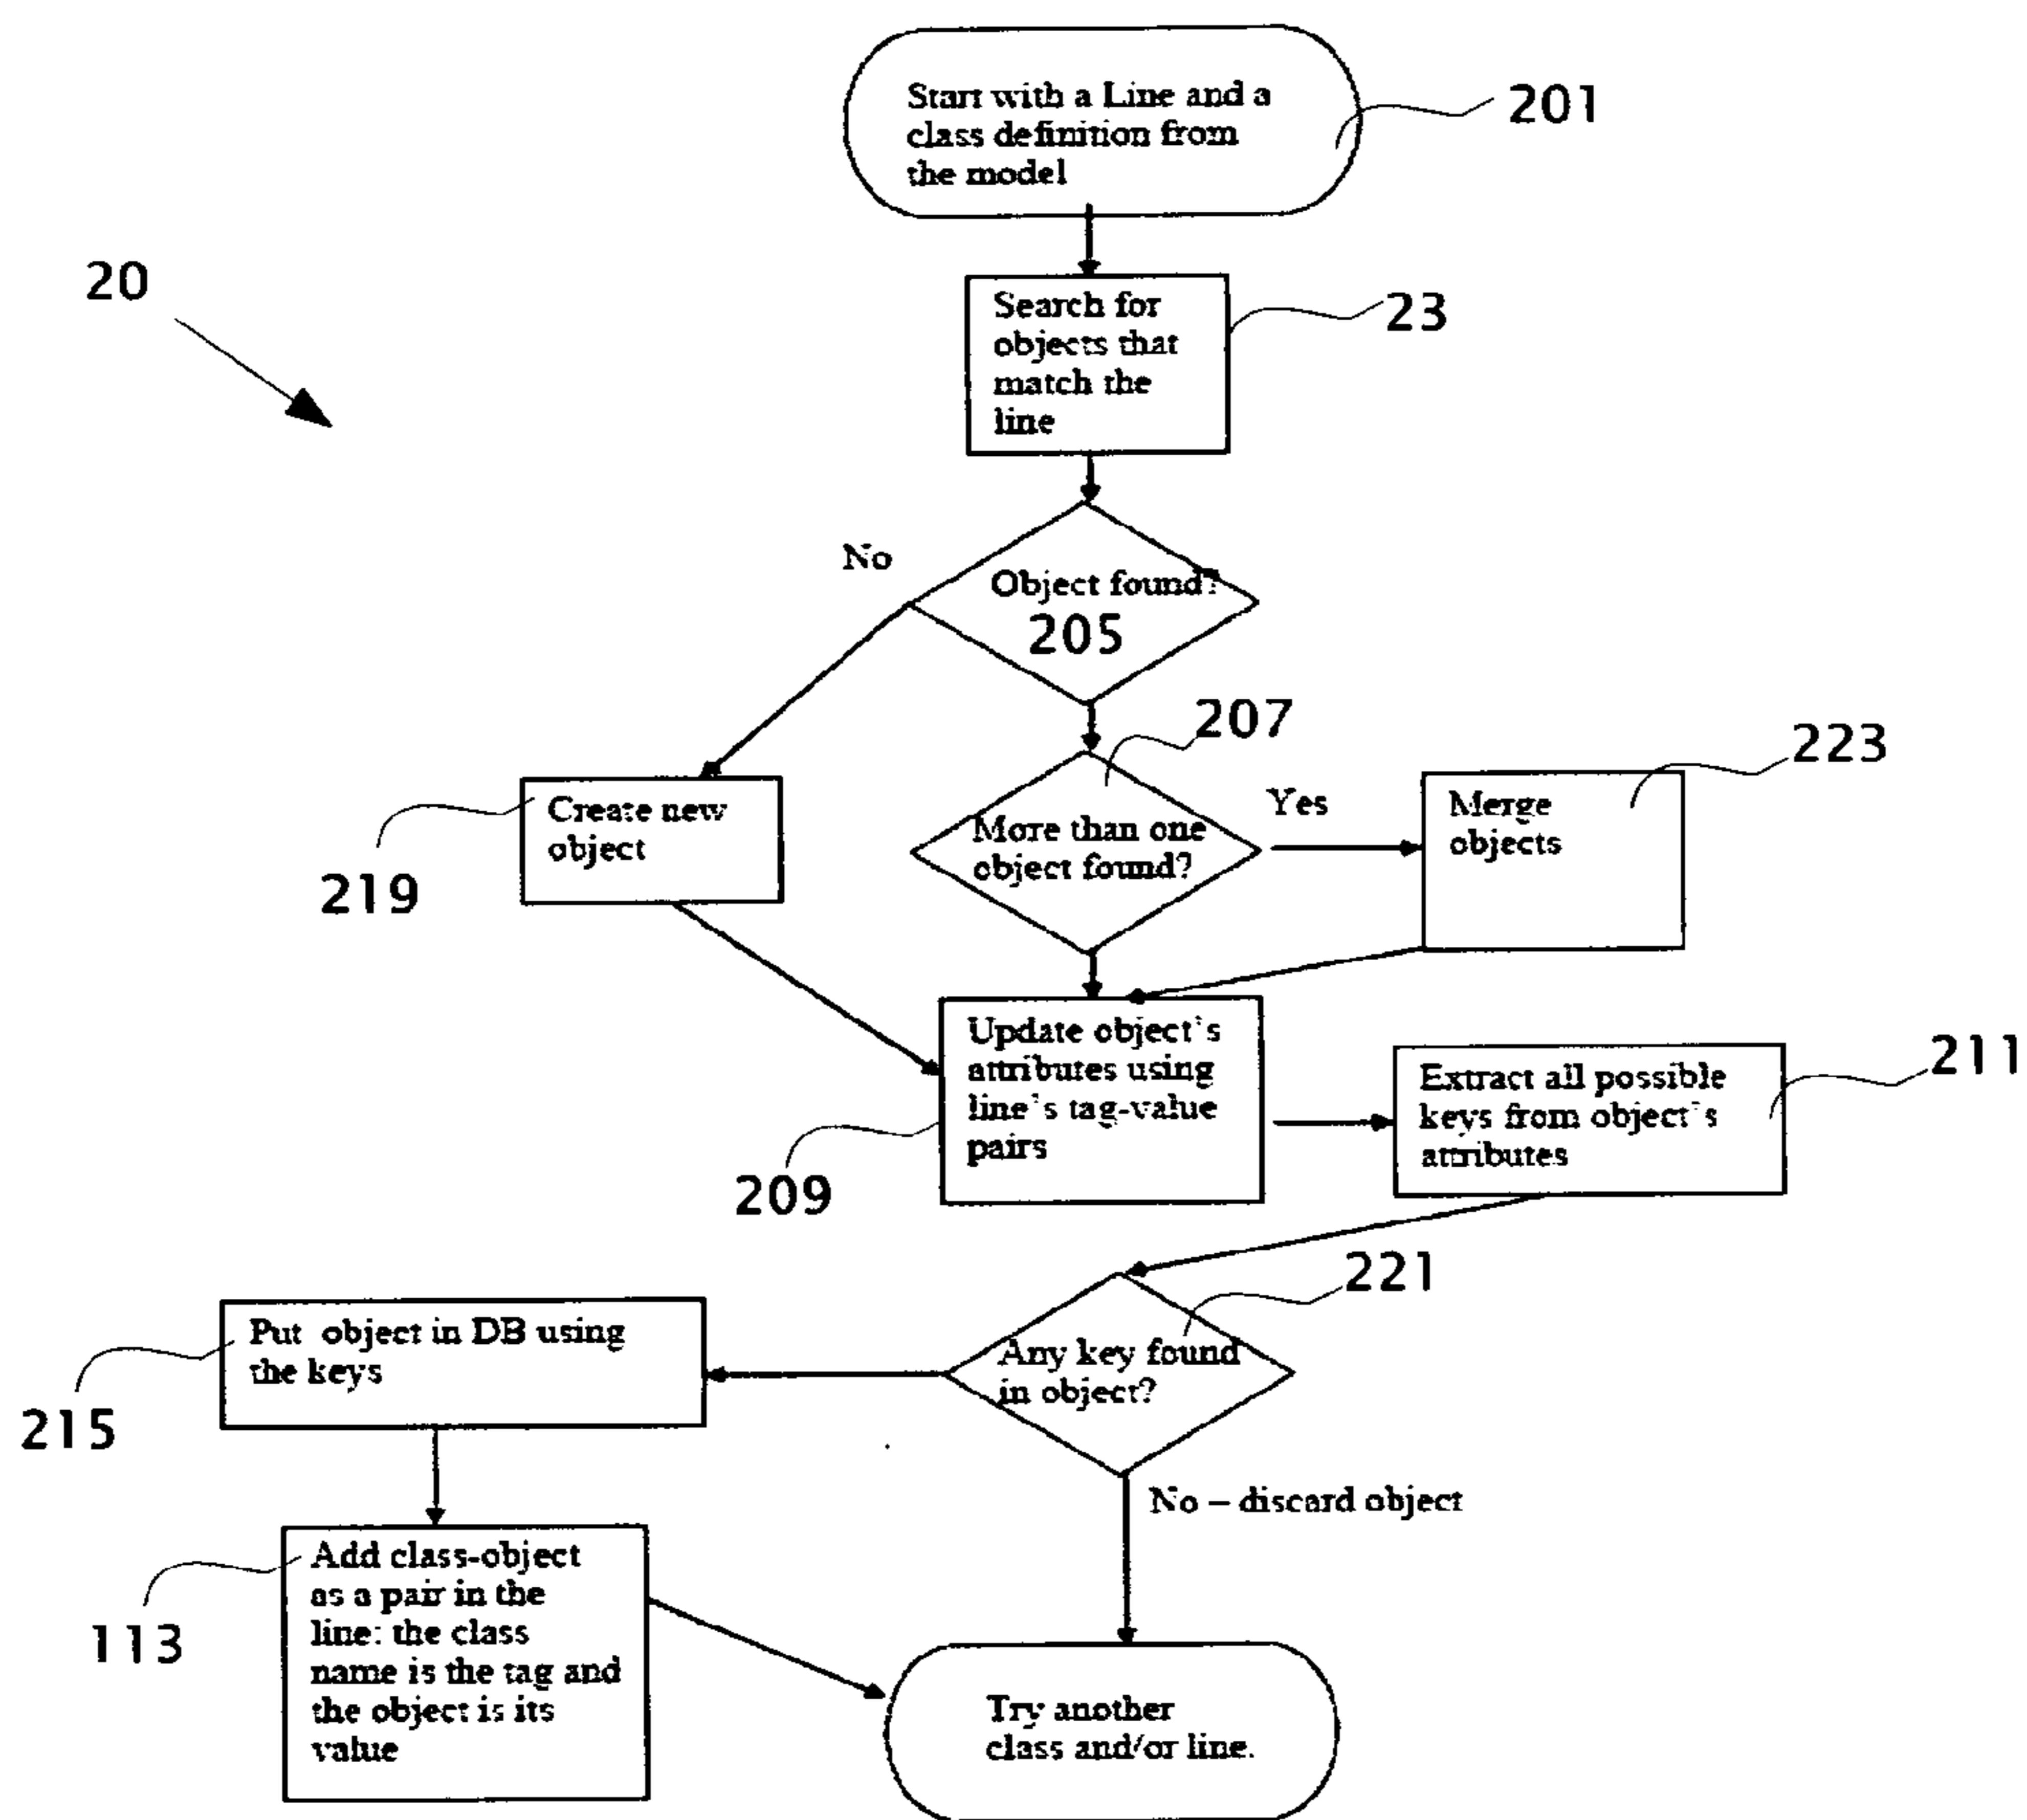 Start with a Line and a
class definition from
the model
201
20
Search for
objects that
match the
line
23
No
Object found?
205
207
223
Create new
object
219
More than one
object found?
Yes
Merge
objects
Update object's
attributes using
line's tag-value
pairs
209
Extract all possible
keys from object's
attributes
211
221
Put object in DB using
the keys
215
Any key found
in object?
No – discard object
Add class-object
as a pair in the
line: the class
name is the tag and
the object is its
value
113
Try another
class and/or line.